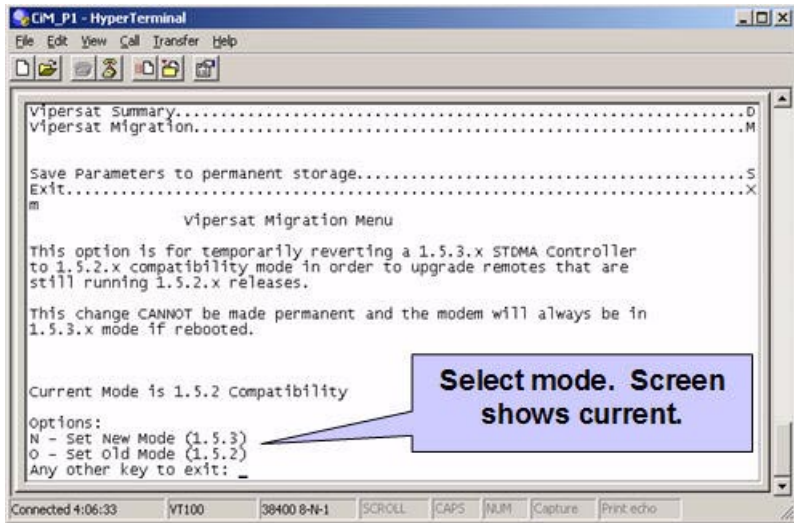 CiM_P1 - HyperTerminal
File Edit View Call Transfer Help
Vipersat Summary..............................................................D
Vipersat Migration............................................................M
Save Parameters to permanent storage..........................................S
Exit..........................................................................X
m
Vipersat Migration Menu
This option is for temporarily reverting a 1.5.3.x STDMA Controller
to 1.5.2.x compatibility mode in order to upgrade remotes that are
still running 1.5.2.x releases.
This change CANNOT be made permanent and the modem will always be in
1.5.3.x mode if rebooted.
Current Mode is 1.5.2 Compatibility
Options:
N - Set New Mode (1.5.3)
O - Set Old Mode (1.5.2)
Any other key to exit: _
Select mode. Screen
shows current.
Connected 4:06:33 VT100 38400 8-N-1 SCROLL CAPS NUM Capture Print echo